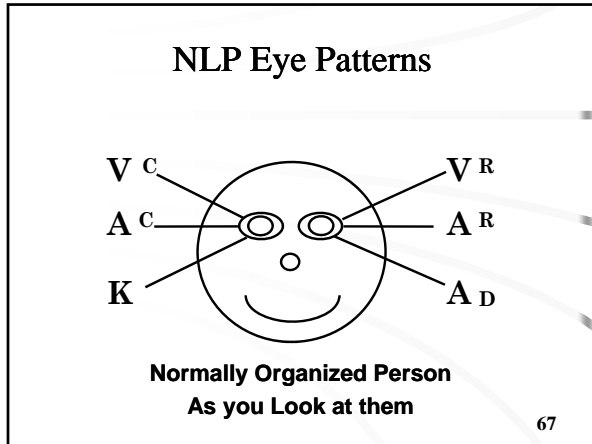 NLP Eye Patterns
V C V R
A C A R
K A D
Normally Organized Person
As you Look at them
67